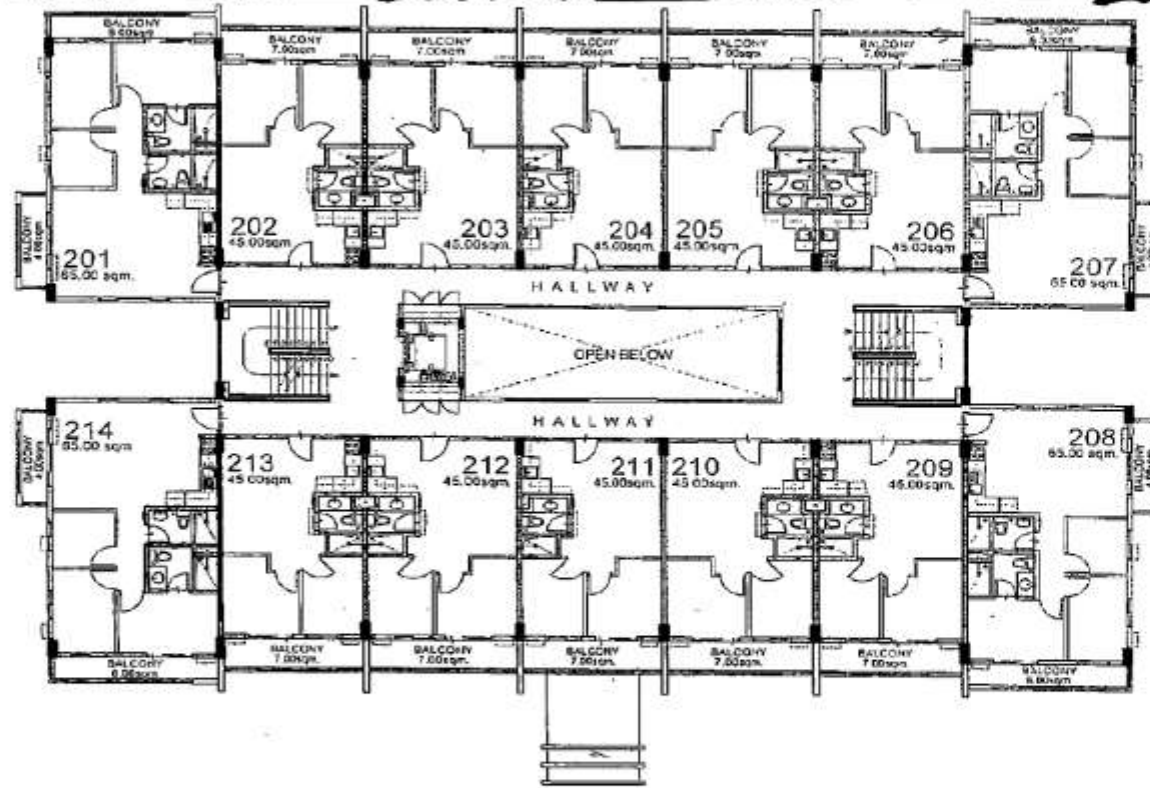 BALCONY
BALCONY
7.00sqm
BALCONY
7.00sqm
BALCONY
7.00sqm
BALCONY
7.00sqm
BALCONY
7.00sqm
BALCONY
BALCONY
4.00sqm
201
65.00 sqm.
202
45.00sqm.
203
45.00sqm.
204
45.00sqm.
205
45.00sqm.
206
45.00sqm.
207
65.00 sqm.
BALCONY
HALLWAY
OPEN BELOW
HALLWAY
BALCONY
4.00sqm
214
65.00 sqm
213
45.00sqm.
212
45.00sqm.
211
45.00sqm.
210
45.00sqm.
209
45.00sqm.
208
65.00 sqm.
BALCONY
BALCONY
BALCONY
7.00sqm.
BALCONY
7.00sqm.
BALCONY
7.00sqm.
BALCONY
7.00sqm.
BALCONY
7.00sqm
BALCONY